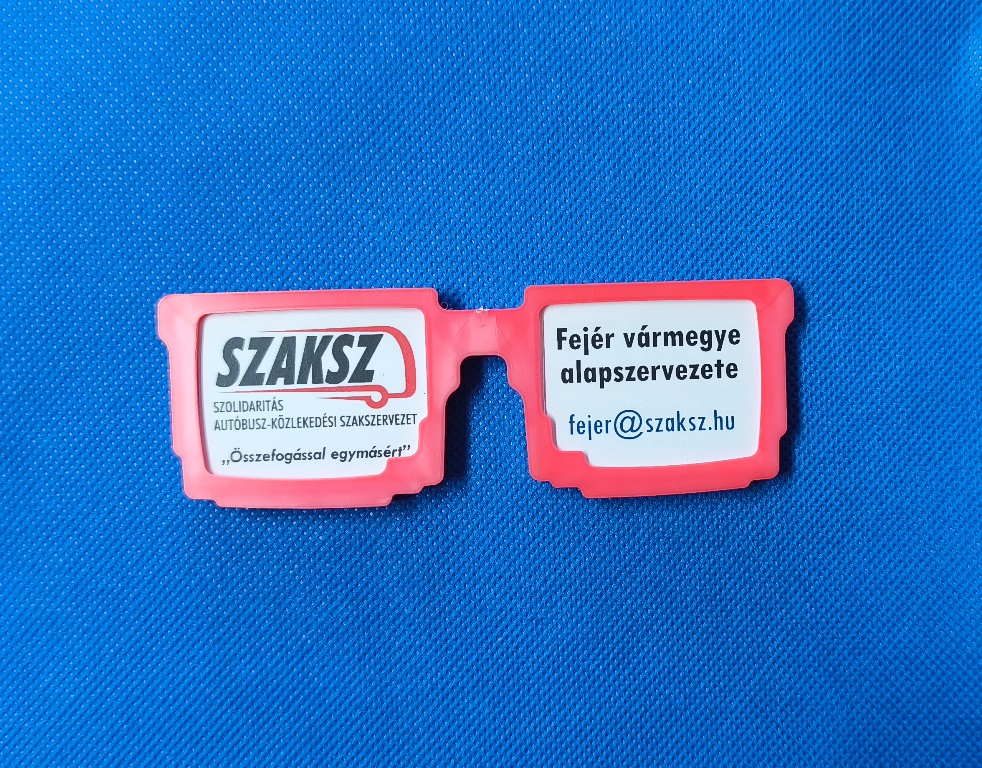 SZAKSZ
SZOLIDARITÁS
AUTÓBUSZ-KÖZLEKEDÉSI SZAKSZERVEZET
„Összefogással egymásért”
Fejér vármegye
alapszervezete
fejer@szaksz.hu